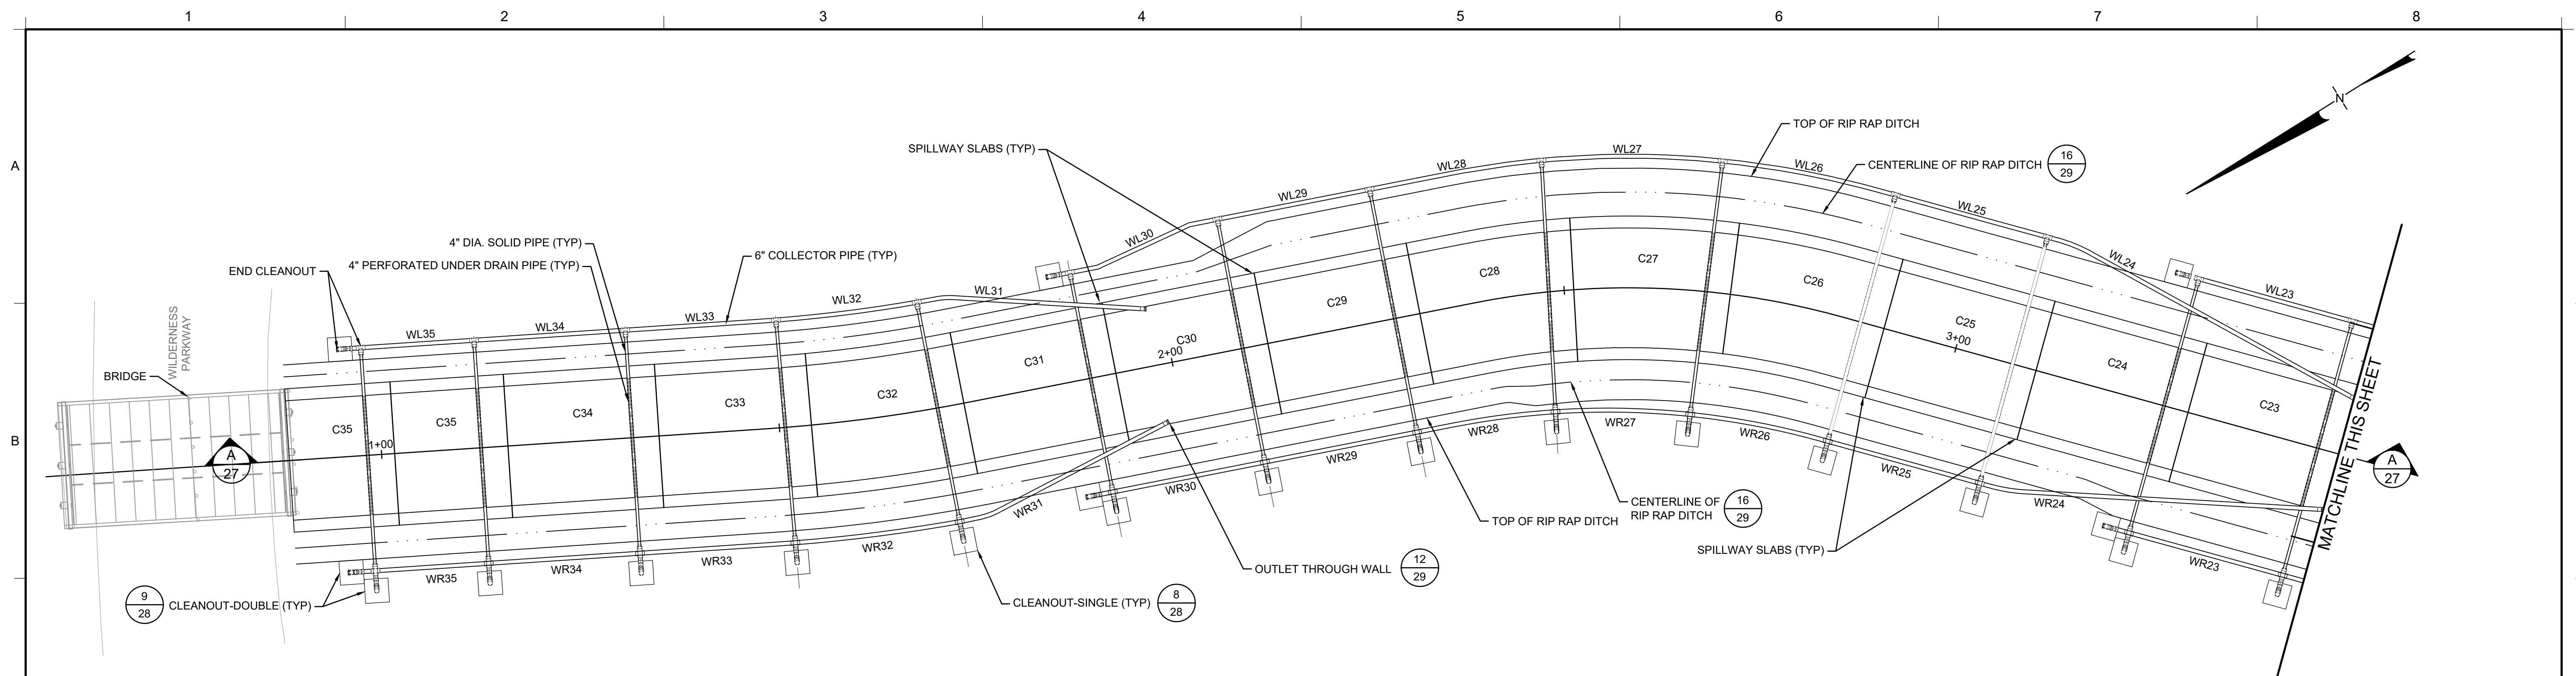 1 2 3 4 5 6 7 8
A
B
N
TOP OF RIP RAP DITCH
CENTERLINE OF RIP RAP DITCH
16
29
SPILLWAY SLABS (TYP)
WL27
WL26
WL28
WL29
WL25
WL30
WL24
WL31
WL23
WL32
WL33
WL34
WL35
4" DIA. SOLID PIPE (TYP)
4" PERFORATED UNDER DRAIN PIPE (TYP)
6" COLLECTOR PIPE (TYP)
END CLEANOUT
WILDERNESS
PARKWAY
BRIDGE
A
27
1+00
2+00
3+00
C35
C35
C34
C33
C32
C31
C30
C29
C28
C27
C26
C25
C24
C23
MATCHLINE THIS SHEET
A
27
WR35
WR34
WR33
WR32
WR31
WR30
WR29
WR28
WR27
WR26
WR25
WR24
WR23
CENTERLINE OF
RIP RAP DITCH
16
29
TOP OF RIP RAP DITCH
SPILLWAY SLABS (TYP)
OUTLET THROUGH WALL
12
29
CLEANOUT-SINGLE (TYP)
8
28
9
28
CLEANOUT-DOUBLE (TYP)